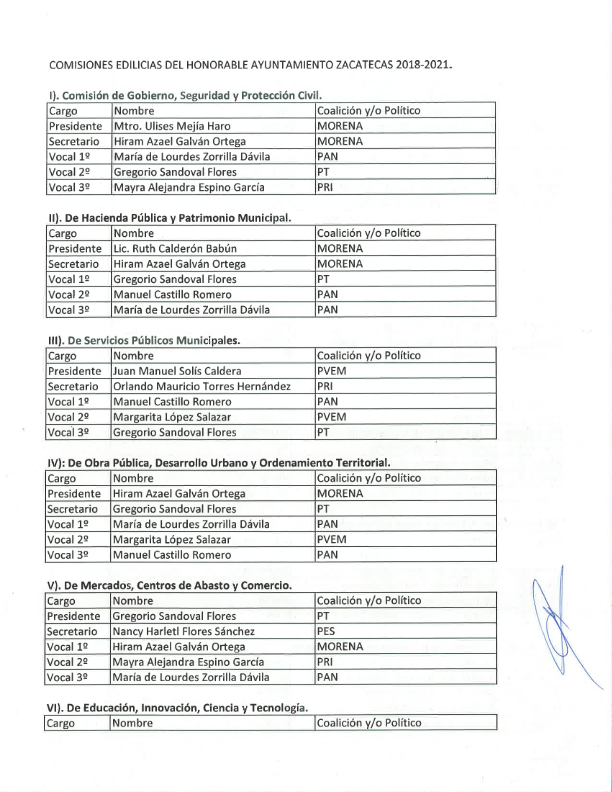 COMISIONES EDILICIAS DEL HONORABLE AYUNTAMIENTO ZACATECAS 2018-2021.
I). Comisión de Gobierno, Seguridad y Protección Civil.
Cargo Nombre Coalición y/o Político
Presidente Mtro. Ulises Mejía Haro MORENA
Secretario Hiram Azael Galván Ortega MORENA
Vocal 1º María de Lourdes Zorrilla Dávila PAN
Vocal 2º Gregorio Sandoval Flores PT
Vocal 3º Mayra Alejandra Espino García PRI
II). De Hacienda Pública y Patrimonio Municipal.
Cargo Nombre Coalición y/o Político
Presidente Lic. Ruth Calderón Babún MORENA
Secretario Hiram Azael Galván Ortega MORENA
Vocal 1º Gregorio Sandoval Flores PT
Vocal 2º Manuel Castillo Romero PAN
Vocal 3º María de Lourdes Zorrilla Dávila PAN
III). De Servicios Públicos Municipales.
Cargo Nombre Coalición y/o Político
Presidente Juan Manuel Solís Caldera PVEM
Secretario Orlando Mauricio Torres Hernández PRI
Vocal 1º Manuel Castillo Romero PAN
Vocal 2º Margarita López Salazar PVEM
Vocal 3º Gregorio Sandoval Flores PT
IV): De Obra Pública, Desarrollo Urbano y Ordenamiento Territorial.
Cargo Nombre Coalición y/o Político
Presidente Hiram Azael Galván Ortega MORENA
Secretario Gregorio Sandoval Flores PT
Vocal 1º María de Lourdes Zorrilla Dávila PAN
Vocal 2º Margarita López Salazar PVEM
Vocal 3º Manuel Castillo Romero PAN
V). De Mercados, Centros de Abasto y Comercio.
Cargo Nombre Coalición y/o Político
Presidente Gregorio Sandoval Flores PT
Secretario Nancy Harletl Flores Sánchez PES
Vocal 1º Hiram Azael Galván Ortega MORENA
Vocal 2º Mayra Alejandra Espino García PRI
Vocal 3º María de Lourdes Zorrilla Dávila PAN
VI). De Educación, Innovación, Ciencia y Tecnología.
Cargo Nombre Coalición y/o Político